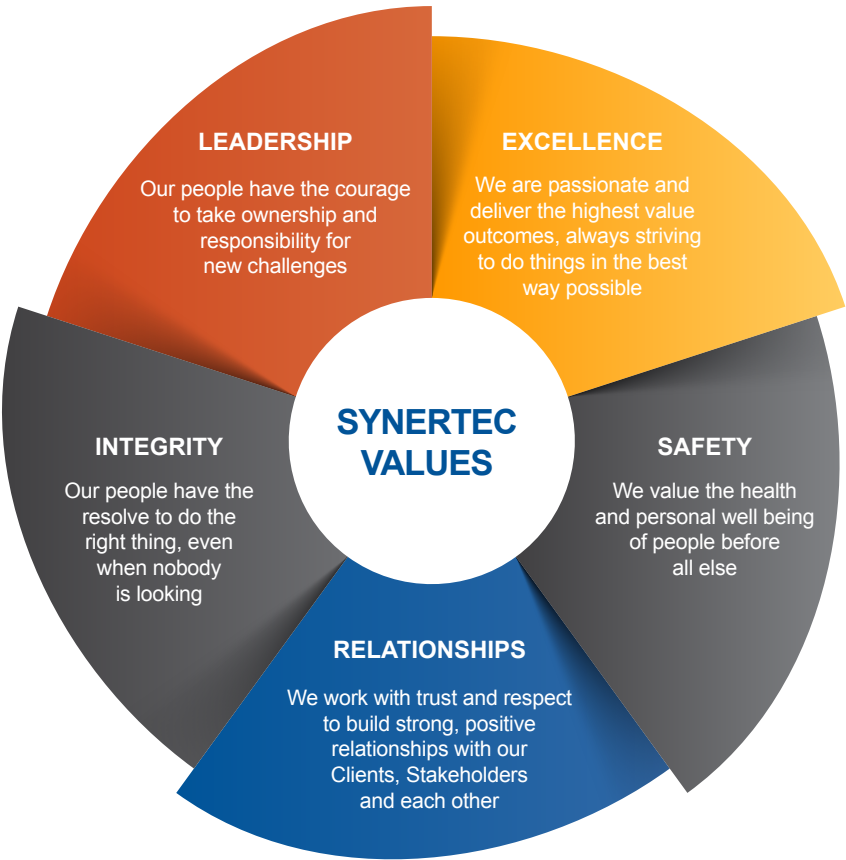 LEADERSHIP
Our people have the courage
to take ownership and
responsibility for
new challenges
EXCELLENCE
We are passionate and
deliver the highest value
outcomes, always striving
to do things in the best
way possible
SYNERTEC
VALUES
INTEGRITY
Our people have the
resolve to do the
right thing, even
when nobody
is looking
SAFETY
We value the health
and personal well being
of people before
all else
RELATIONSHIPS
We work with trust and respect
to build strong, positive
relationships with our
Clients, Stakeholders
and each other